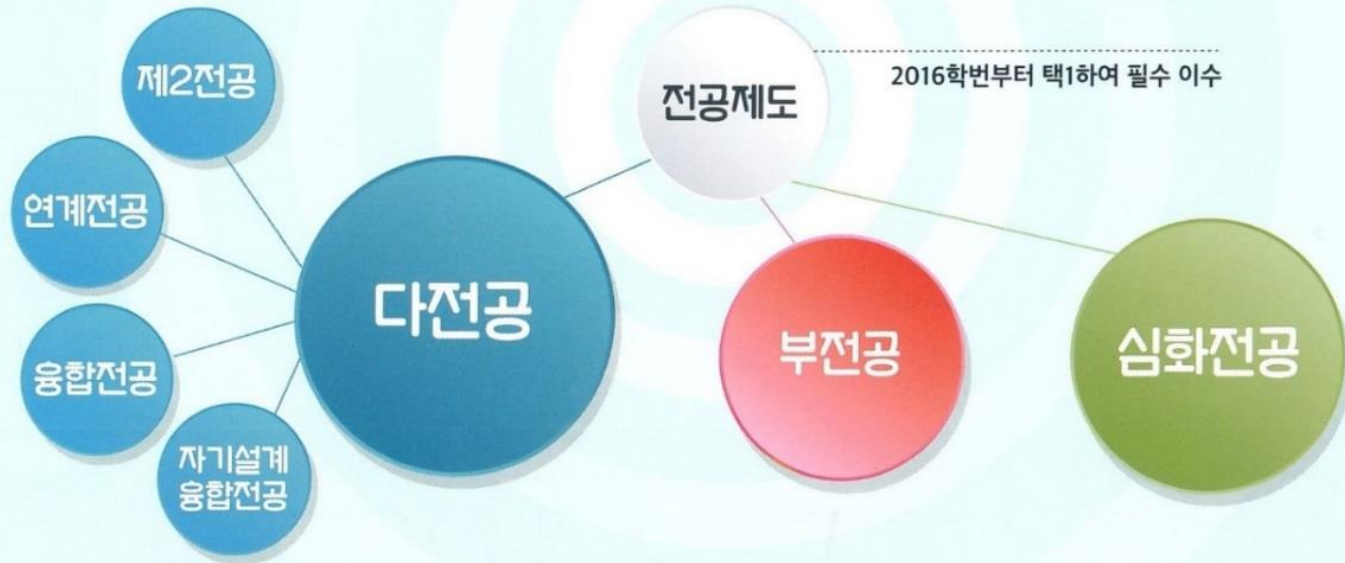 제2전공
전공제도
2016학번부터 택1하여 필수 이수
연계전공
다전공
부전공
심화전공
융합전공
자기설계
융합전공